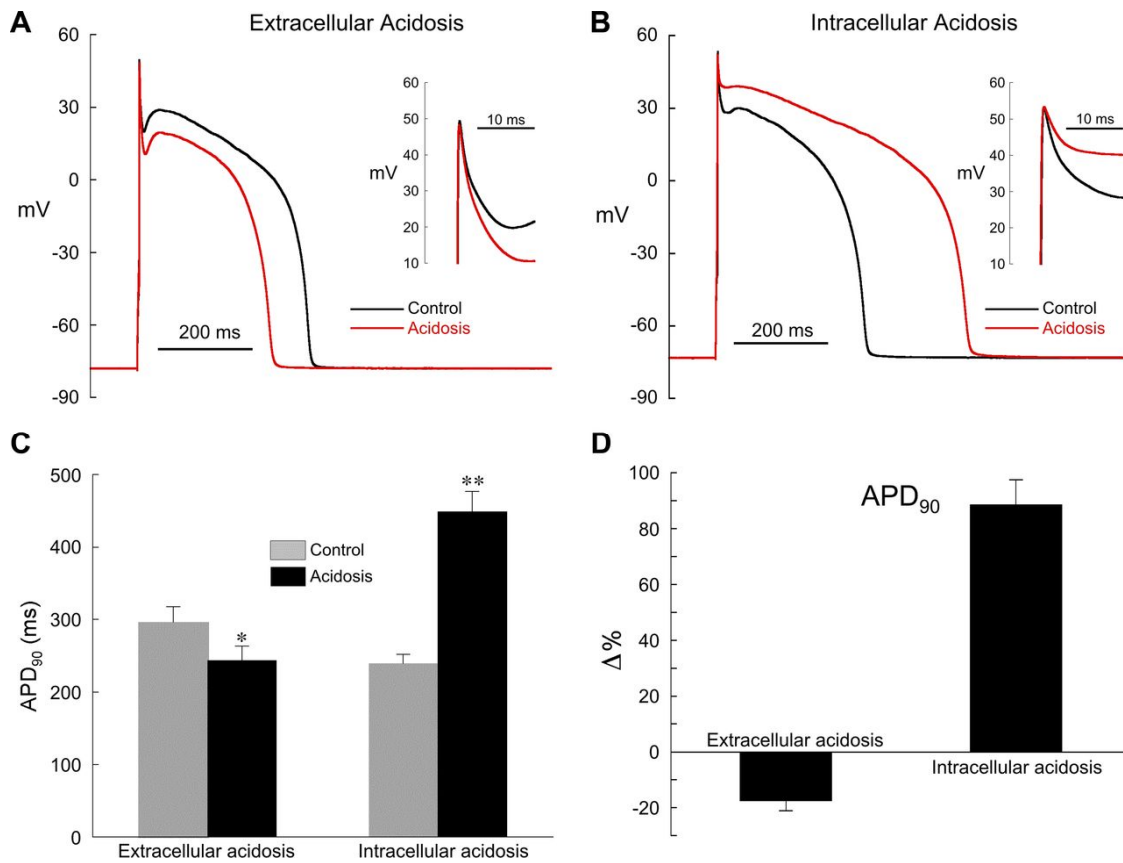 A
Extracellular Acidosis
60
30
0
mV
-30
-60
-90
60
50
40
mV
30
20
10
10 ms
200 ms
Control
Acidosis
B
Intracellular Acidosis
60
30
0
mV
-30
-60
-90
60
50
40
mV
30
20
10
10 ms
200 ms
Control
Acidosis
C
500
400
300
200
100
0
APD90 (ms)
Control
Acidosis
*
**
Extracellular acidosis
Intracellular acidosis
D
100
80
60
40
20
0
-20
Δ %
APD90
Extracellular acidosis
Intracellular acidosis